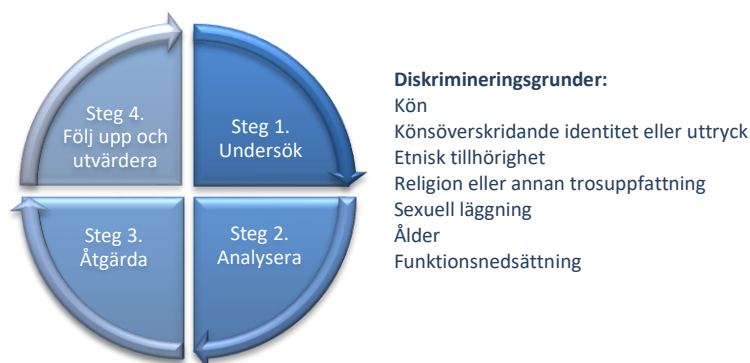 Steg 4.
Följ upp och
utvärdera
Steg 1.
Undersök
Steg 3.
Åtgärda
Steg 2.
Analysera
Diskrimineringsgrunder:
Kön
Könsöverskridande identitet eller uttryck
Etnisk tillhörighet
Religion eller annan trosuppfattning
Sexuell läggning
Ålder
Funktionsnedsättning